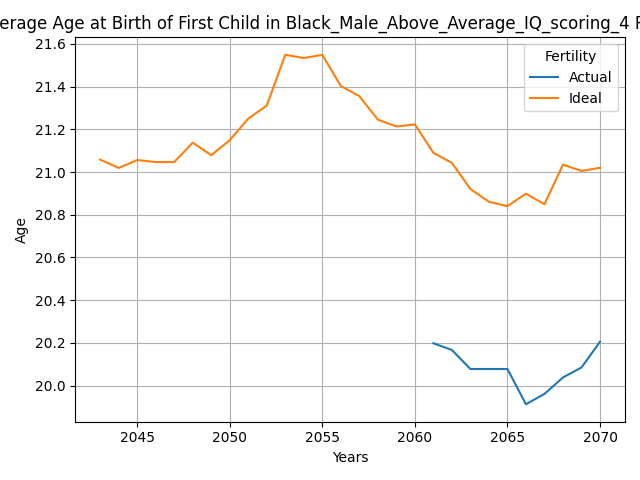 erage Age at Birth of First Child in Black_Male_Above_Average_IQ_scoring_4
21.6
21.4
21.2
21.0
20.8
20.6
20.4
20.2
20.0
Age
Fertility
Actual
Ideal
2045 2050 2055 2060 2065 2070
Years